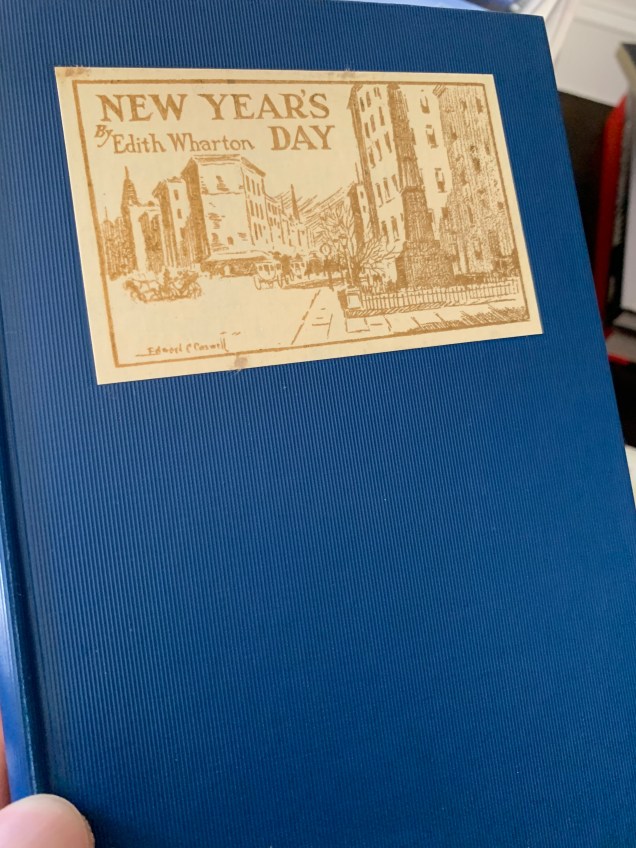 NEW YEAR'S
DAY
By Edith Wharton
Edward C Caswell